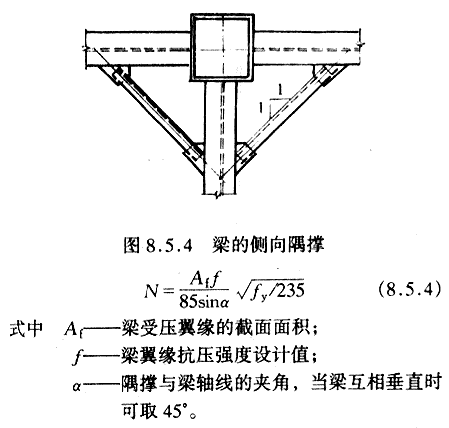 1
1
图 8.5.4 梁的侧向隅撑
N = \frac{A_f f}{85\sin\alpha} \sqrt{f_y/235} (8.5.4)
式中 A_f——梁受压翼缘的截面面积；
f——梁翼缘抗压强度设计值；
α——隅撑与梁轴线的夹角，当梁互相垂直时
可取 45°。